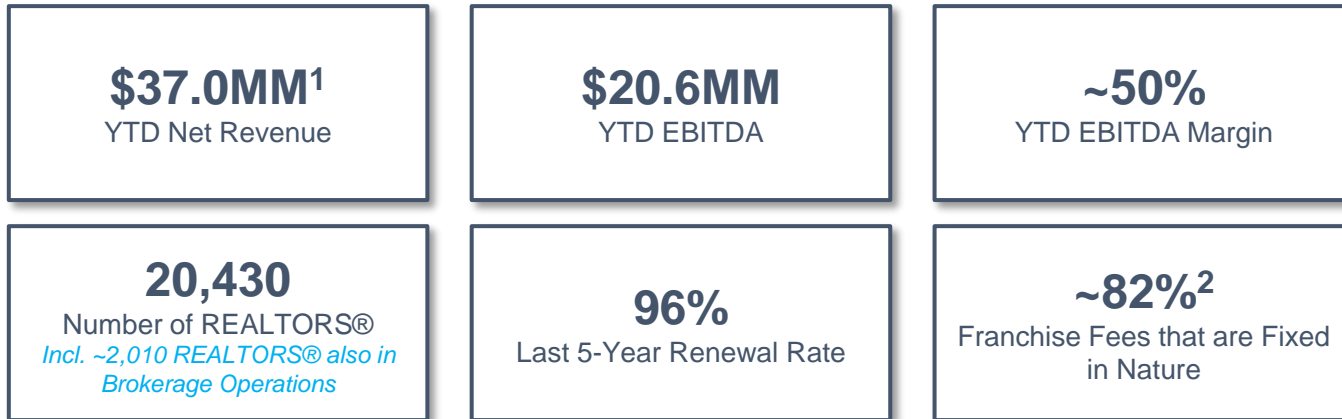 $37.0MM1
YTD Net Revenue
$20.6MM
YTD EBITDA
~50%
YTD EBITDA Margin
20,430
Number of REALTORS®
Incl. ~2,010 REALTORS® also in
Brokerage Operations
96%
Last 5-Year Renewal Rate
~82%2
Franchise Fees that are Fixed
in Nature